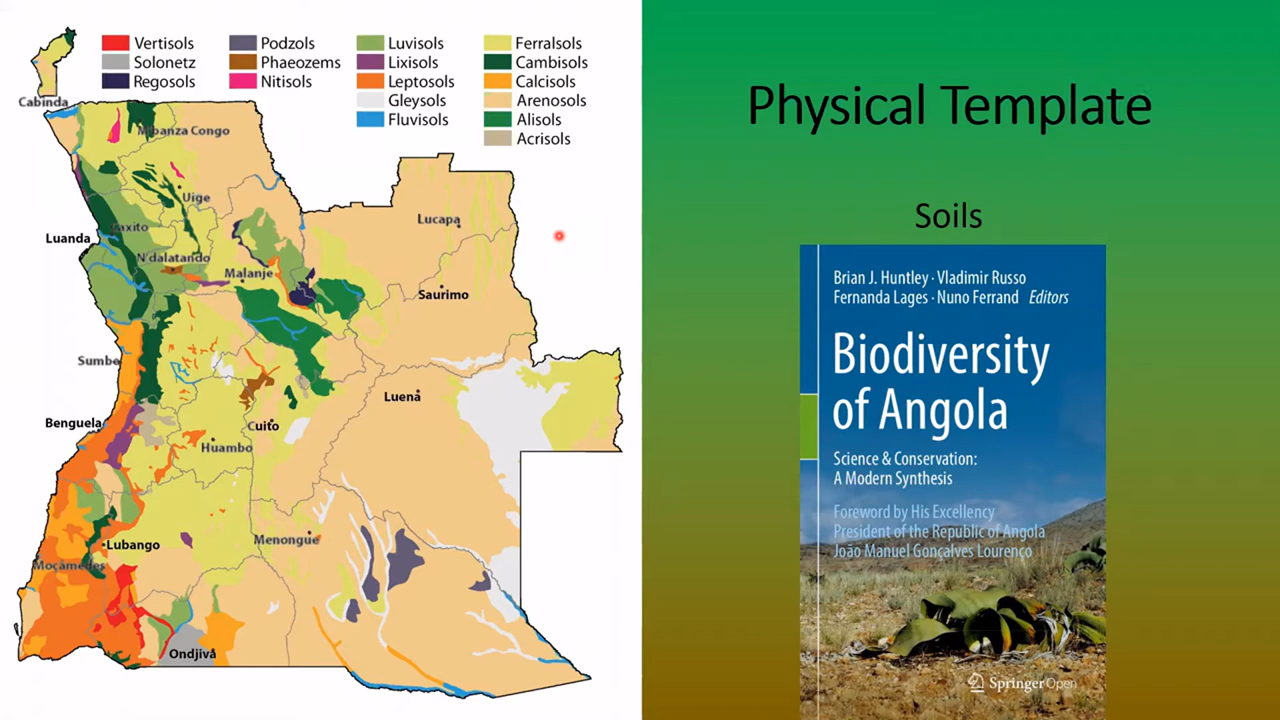 Vertisols
Solonetz
Regosols
Podzols
Phaeozems
Nitisols
Luvisols
Lixisols
Leptosols
Gleysols
Fluvisols
Ferralsols
Cambisols
Calcisols
Arenosols
Alisols
Acrisols
Cabinda
M'banza Congo
Uige
Caxito
Luanda
N'dalatando
Malanje
Lucapa
Saurimo
Sumbe
Luena
Benguela
Cuito
Huambo
Menongue
Lubango
Moçâmedes
Ondjiva
Physical Template
Soils
Brian J. Huntley · Vladimir Russo
Fernanda Lages · Nuno Ferrand Editors
Biodiversity
of Angola
Science & Conservation:
A Modern Synthesis
Foreword by His Excellency
President of the Republic of Angola
João Manuel Gonçalves Lourenço
Springer Open